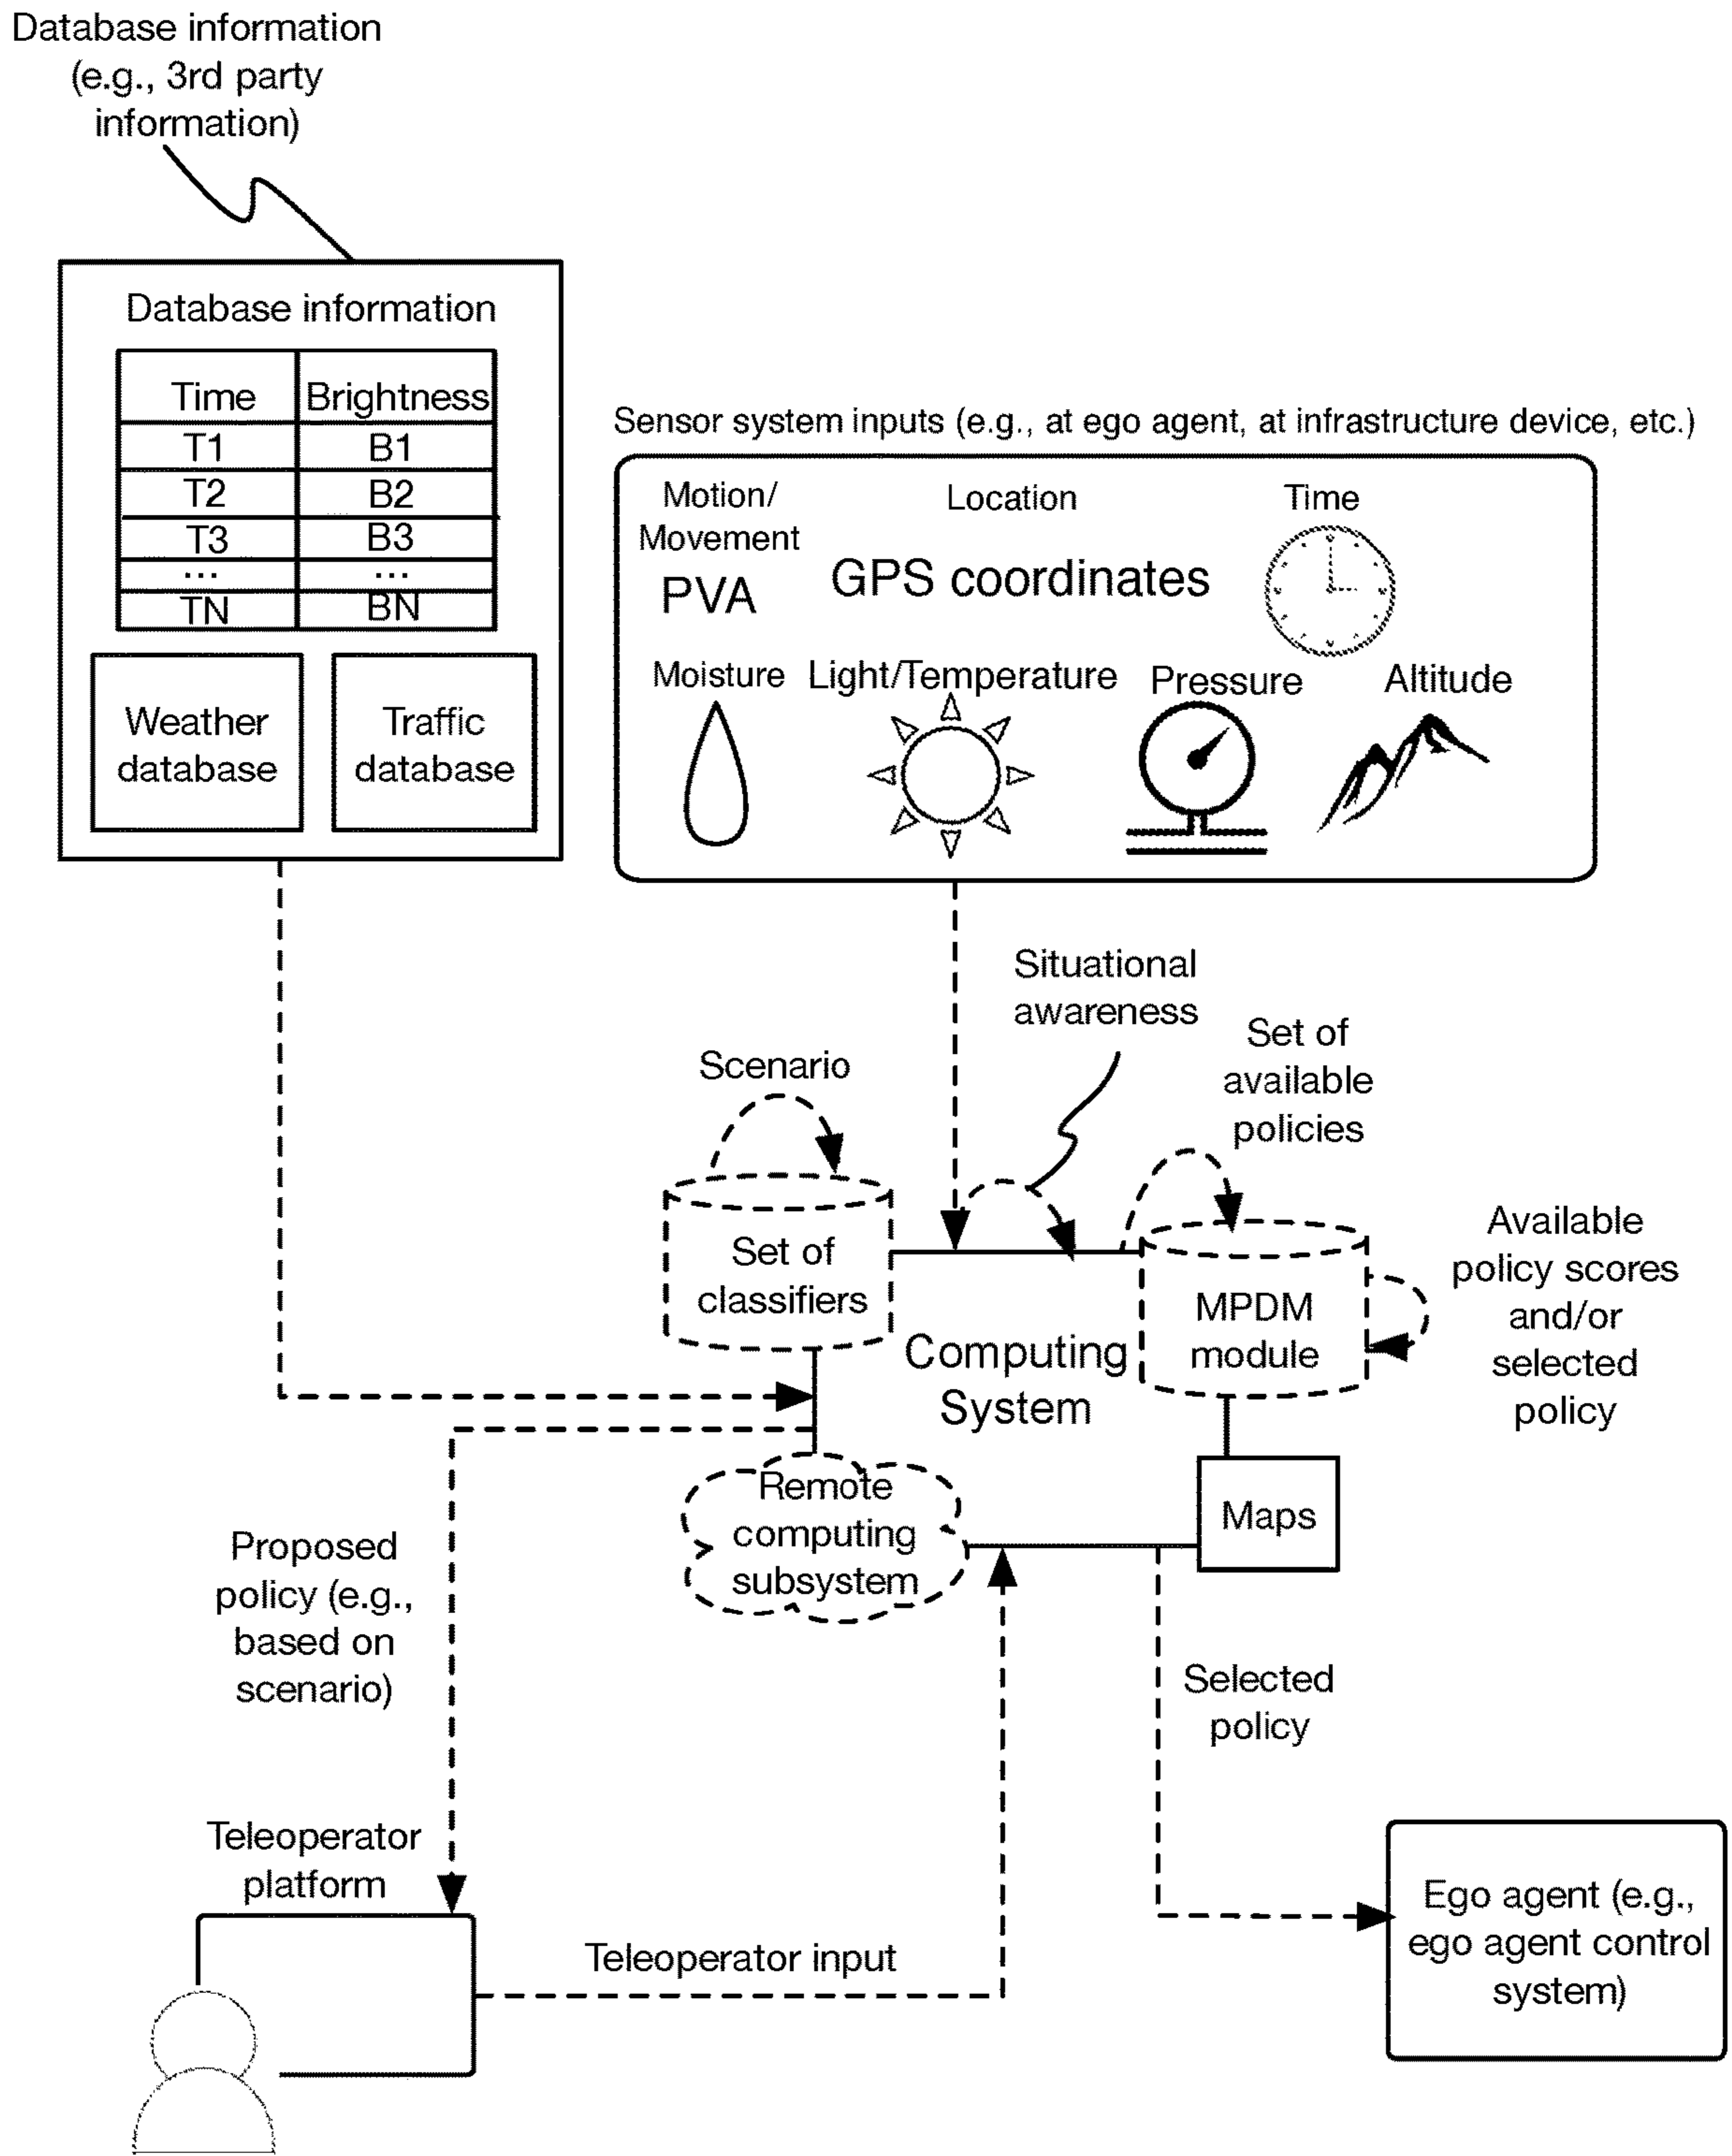 Database information
(e.g., 3rd party
information)
Database information
Time Brightness
T1 B1
T2 B2
T3 B3
... ...
TN BN
Weather
database
Traffic
database
Sensor system inputs (e.g., at ego agent, at infrastructure device, etc.)
Motion/
Movement
PVA
Location
GPS coordinates
Time
Moisture
Light/Temperature
Pressure
Altitude
Situational
awareness
Set of
available
policies
Scenario
Set of
classifiers
MPDM
module
Available
policy scores
and/or
selected
policy
Computing
System
Remote
computing
subsystem
Maps
Proposed
policy (e.g.,
based on
scenario)
Selected
policy
Teleoperator
platform
Teleoperator input
Ego agent (e.g.,
ego agent control
system)